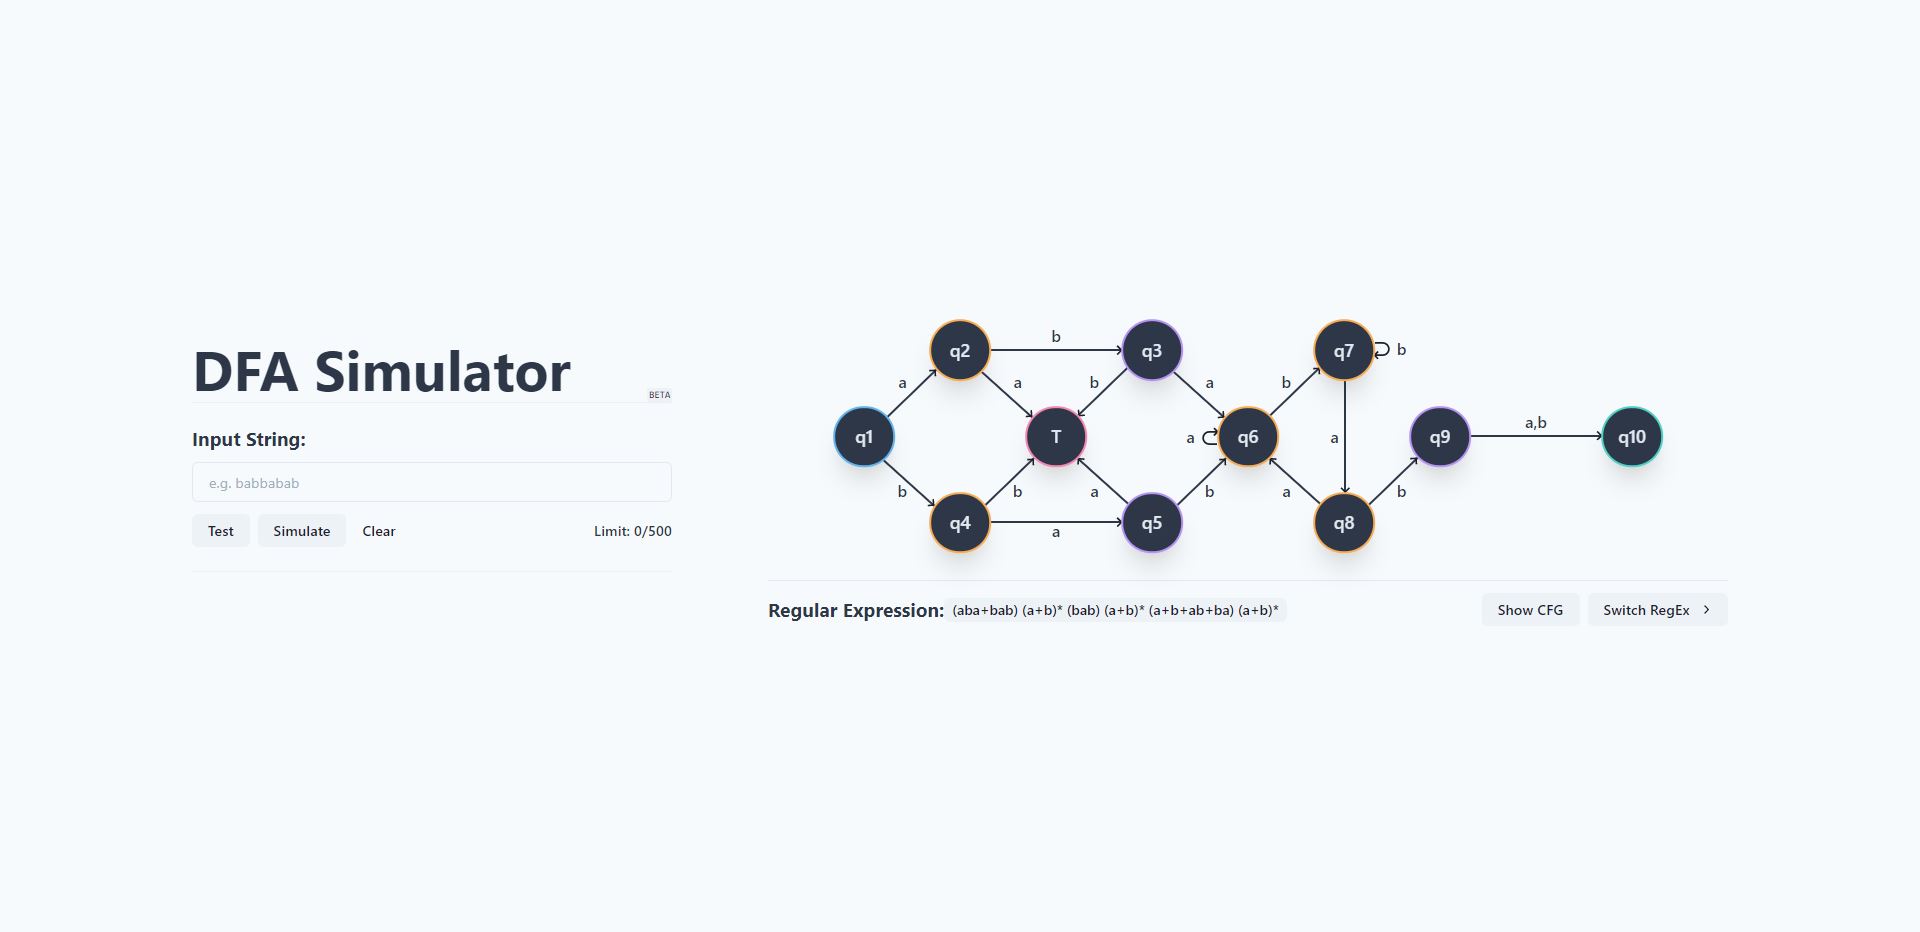 DFA Simulator
BETA
Input String:
e.g. babbabab
Test Simulate Clear Limit: 0/500
q2 b q3 q7 b
a a b a b
q1 T a q6 a q9 a,b q10
b b a b a b
q4 a q5 q8
Regular Expression: (aba+bab) (a+b)* (bab) (a+b)* (a+b+ab+ba) (a+b)* Show CFG Switch RegEx